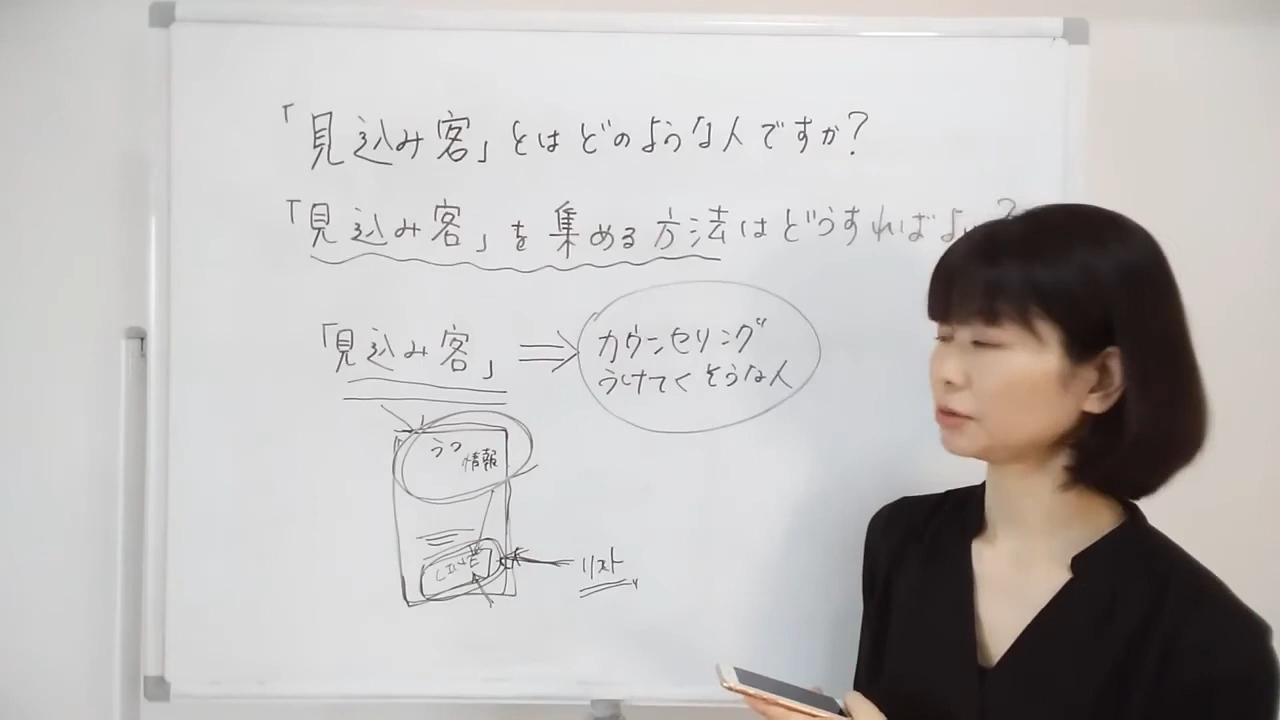 「見込み客」とはどのような人ですか?
「見込み客」を集める方法はどうすればよ
「見込み客」 ⇒ カウンセリング
うけてくそうな人
うつ
情報
LINE
リスト